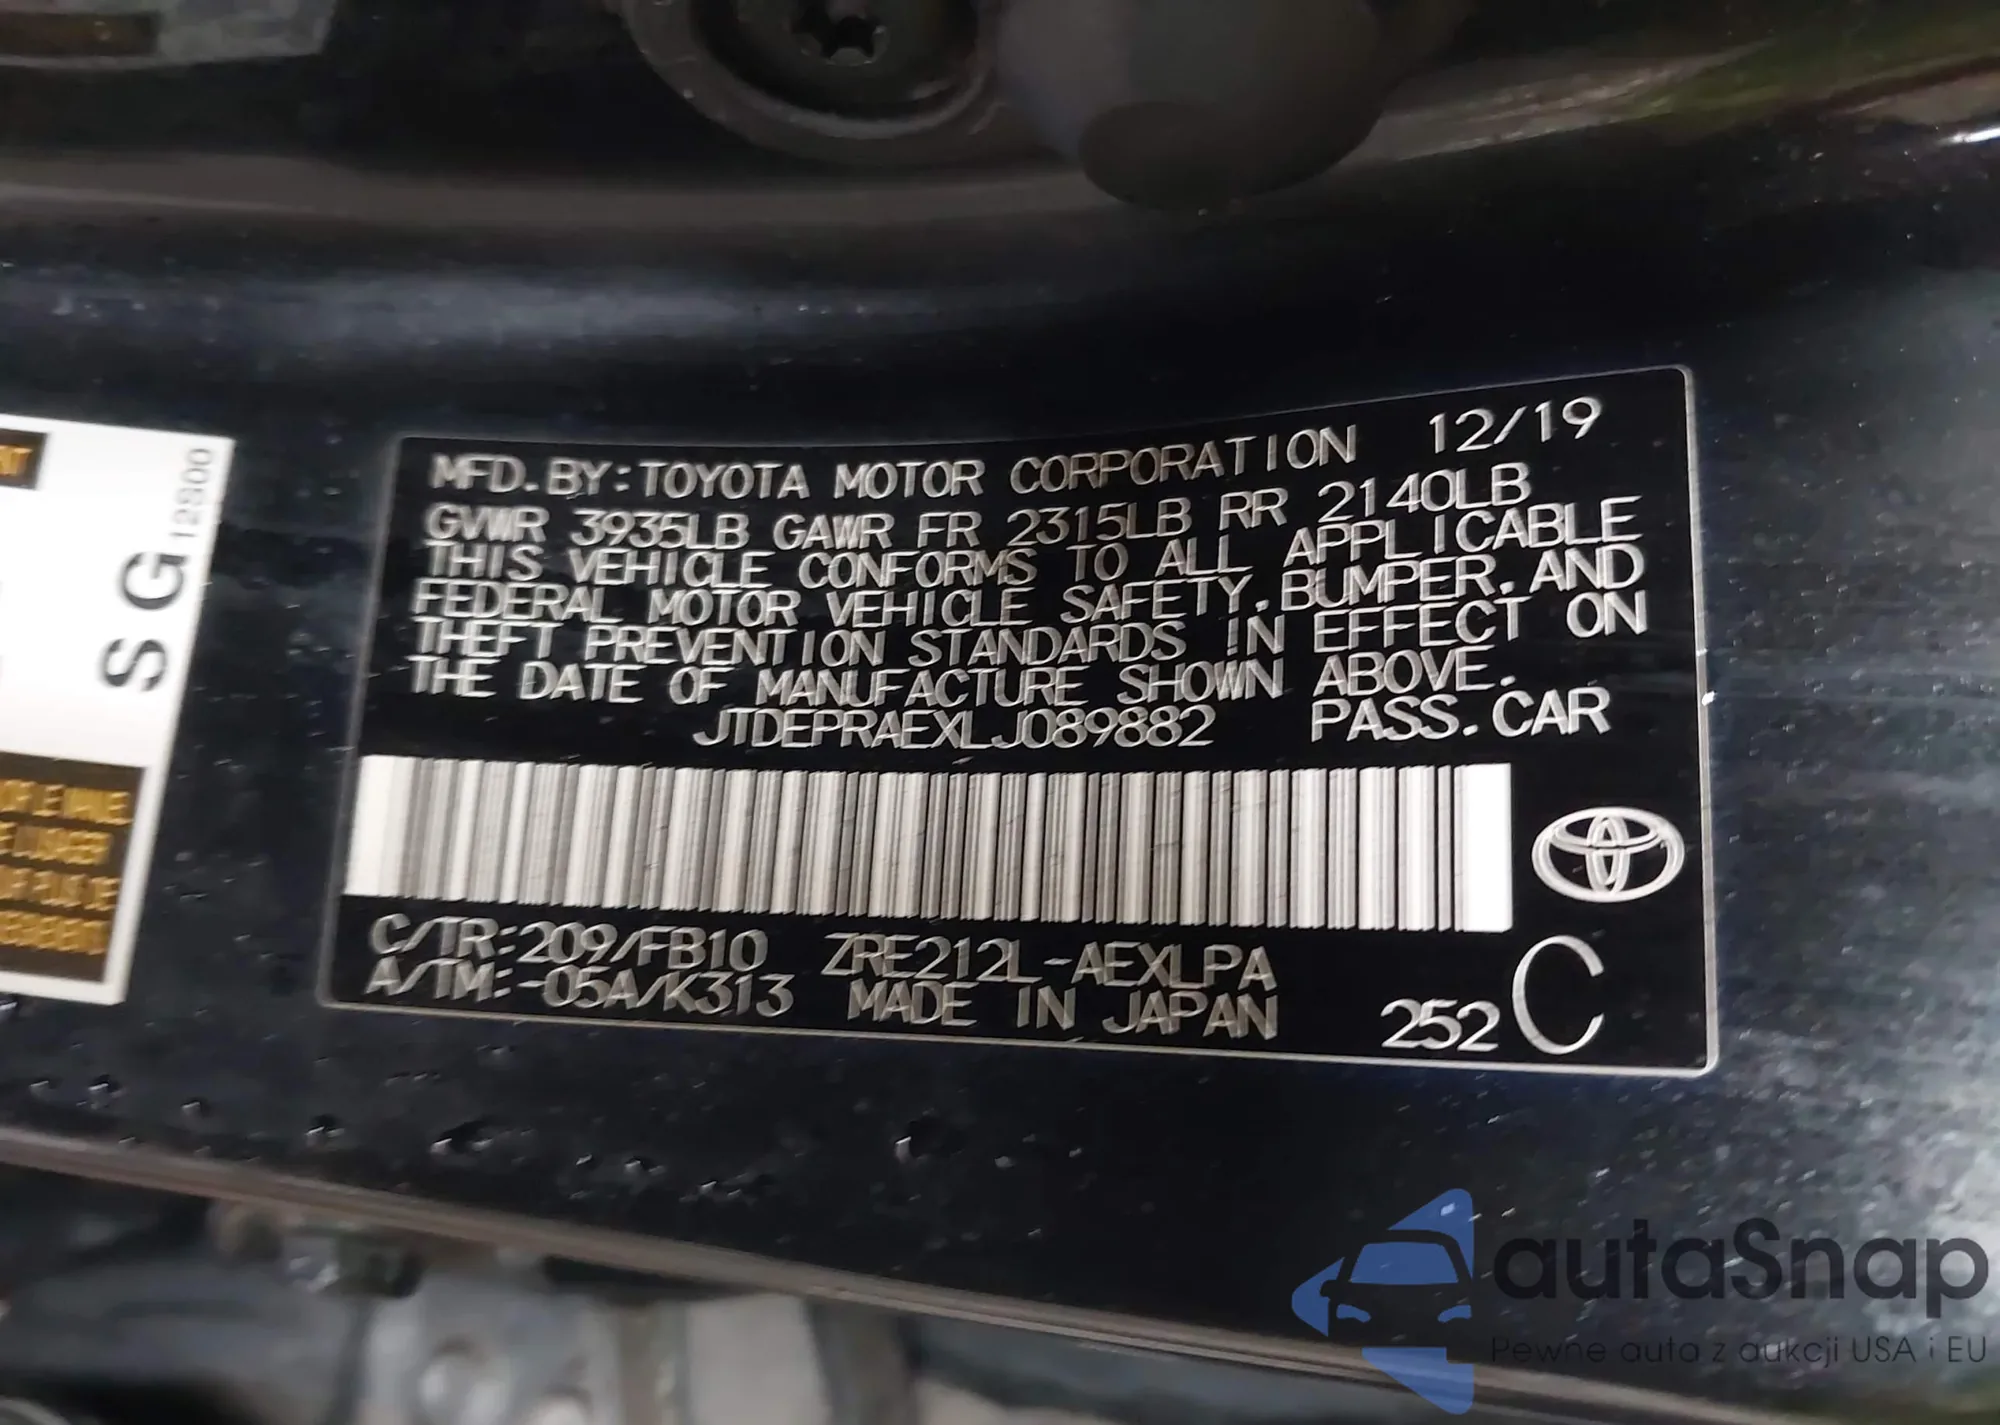 MFD. BY: TOYOTA MOTOR CORPORATION 12/19
GVWR 3935LB GAWR FR 2315LB RR 2140LB
THIS VEHICLE CONFORMS TO ALL APPLICABLE
FEDERAL MOTOR VEHICLE SAFETY, BUMPER, AND
THEFT PREVENTION STANDARDS IN EFFECT ON
THE DATE OF MANUFACTURE SHOWN ABOVE.
JTDEPRAEXLJ089882 PASS. CAR
C/TR:209/FB10 ZRE212L-AEXLPA
A/TM:-05A/K313 MADE IN JAPAN
252 C
SG
12S00
autaSnap
Pewne auta z aukcji USA i EU